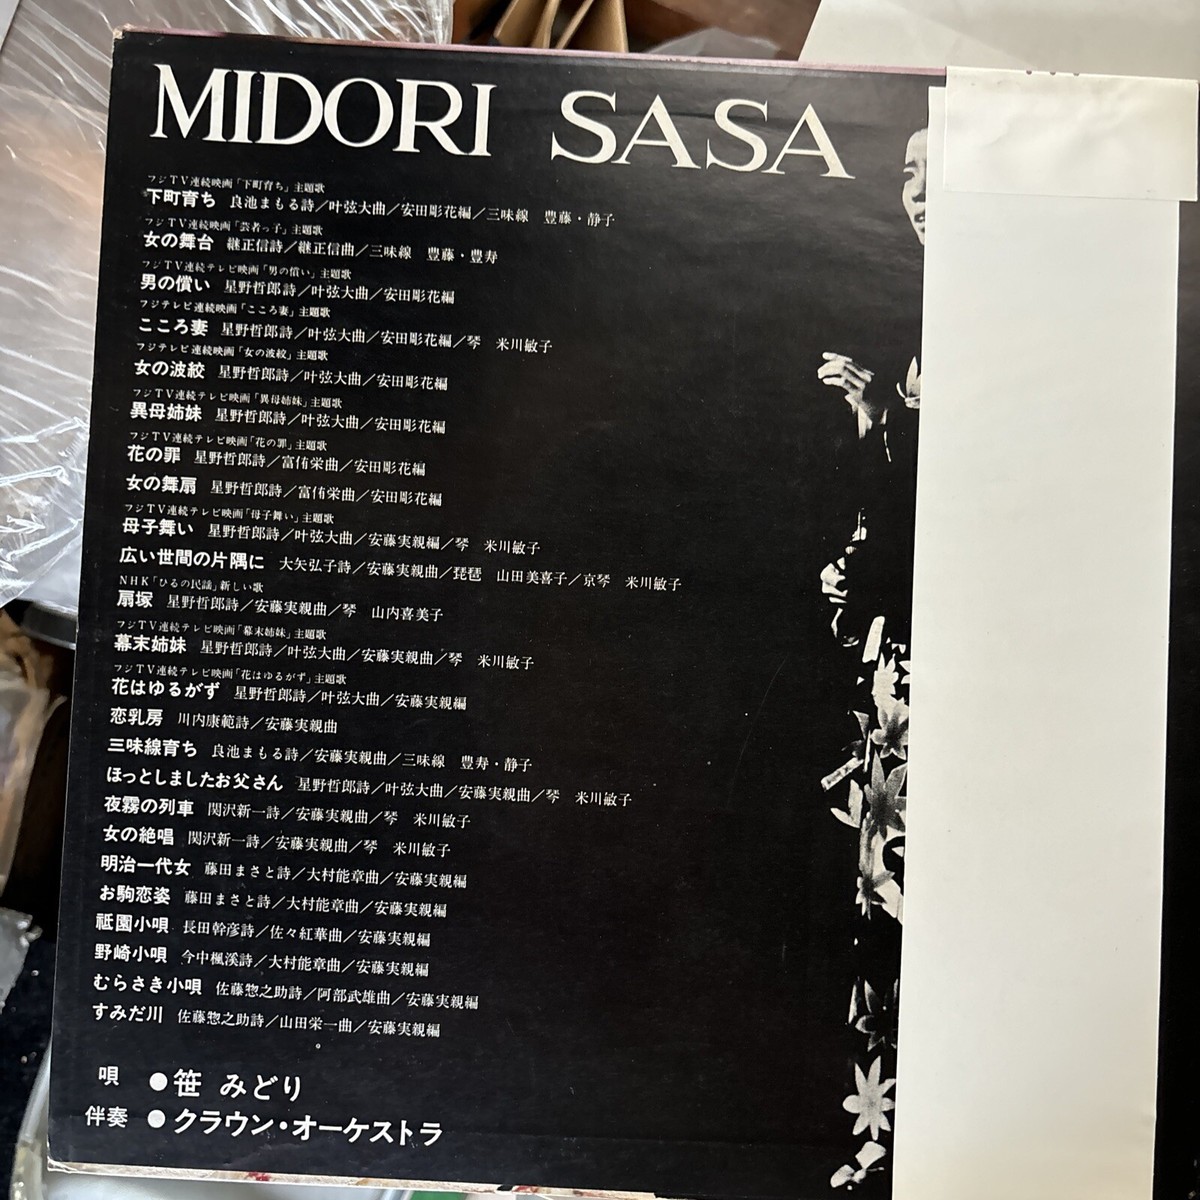 MIDORI SASA
フジTV連続映画「下町育ち」主題歌
下町育ち 良池まもる詩／叶弦大曲／安田彫花編／三味線 豊藤・静子
フジTV連続映画「芸者っ子」主題歌
女の舞台 継正信詩／継正信曲／三味線 豊藤・豊寿
フジTV連続テレビ映画「男の償い」主題歌
男の償い 星野哲郎詩／叶弦大曲／安田彫花編
フジテレビ連続映画「こころ妻」主題歌
こころ妻 星野哲郎詩／叶弦大曲／安田彫花編／琴 米川敏子
フジテレビ連続映画「女の波紋」主題歌
女の波紋 星野哲郎詩／叶弦大曲／安田彫花編
フジTV連続テレビ映画「異母姉妹」主題歌
異母姉妹 星野哲郎詩／叶弦大曲／安田彫花編
フジTV連続テレビ映画「花の罪」主題歌
花の罪 星野哲郎詩／富侑栄曲／安田彫花編
女の舞扇 星野哲郎詩／富侑栄曲／安田彫花編
フジTV連続テレビ映画「母子舞い」主題歌
母子舞い 星野哲郎詩／叶弦大曲／安藤実親編／琴 米川敏子
広い世間の片隅に 大矢弘子詩／安藤実親曲／琵琶 山田美喜子／京琴 米川敏子
NHK「ひるの民謡」新しい歌
扇塚 星野哲郎詩／安藤実親曲／琴 山内喜美子
フジTV連続テレビ映画「幕末姉妹」主題歌
幕末姉妹 星野哲郎詩／叶弦大曲／安藤実親曲／琴 米川敏子
フジTV連続テレビ映画「花はゆるがず」主題歌
花はゆるがず 星野哲郎詩／叶弦大曲／安藤実親編
恋乳房 川内康範詩／安藤実親曲
三味線育ち 良池まもる詩／安藤実親曲／三味線 豊寿・静子
ほっとしましたお父さん 星野哲郎詩／叶弦大曲／安藤実親曲／琴 米川敏子
夜霧の列車 関沢新一詩／安藤実親曲／琴 米川敏子
女の絶唱 関沢新一詩／安藤実親曲／琴 米川敏子
明治一代女 藤田まさと詩／大村能章曲／安藤実親編
お駒恋姿 藤田まさと詩／大村能章曲／安藤実親編
祗園小唄 長田幹彦詩／佐々紅華曲／安藤実親編
野崎小唄 今中楓溪詩／大村能章曲／安藤実親編
むらさき小唄 佐藤惣之助詩／阿部武雄曲／安藤実親編
すみだ川 佐藤惣之助詩／山田栄一曲／安藤実親編
唄 ●笹 みどり
伴奏 ●クラウン・オーケストラ